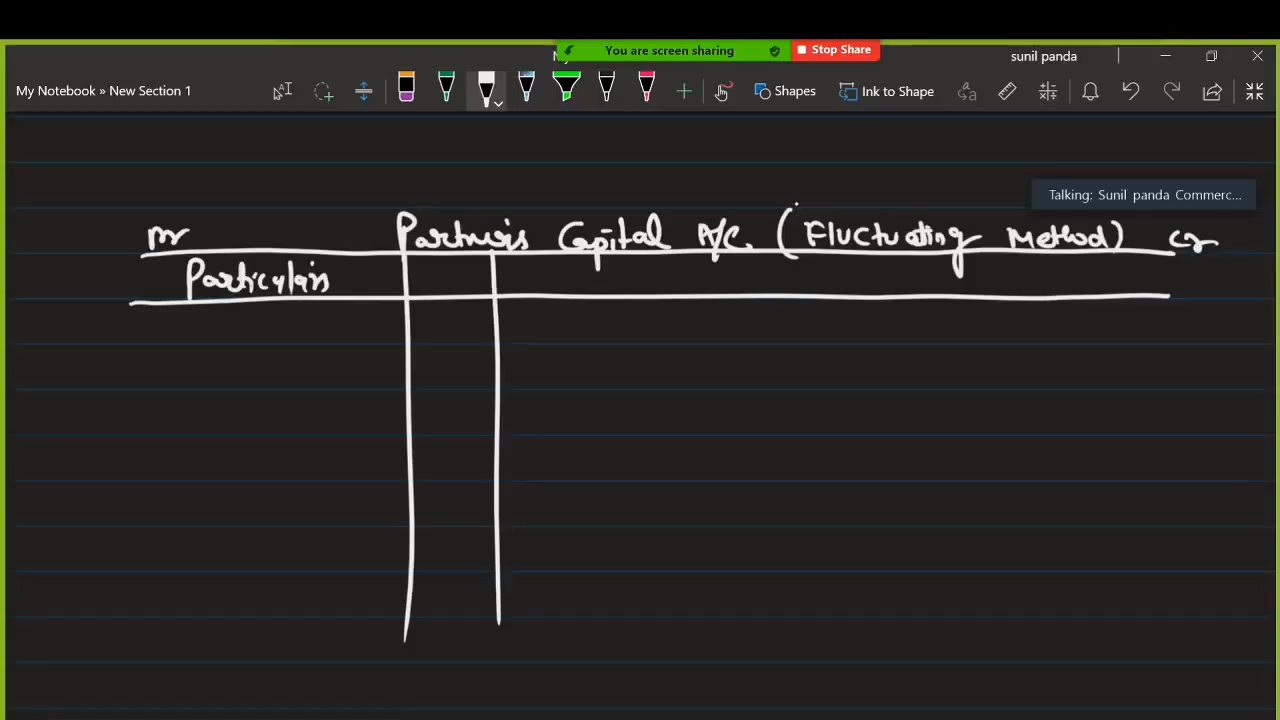 You are screen sharing
Stop Share
sunil panda
My Notebook » New Section 1
Shapes
Ink to Shape
Talking: Sunil panda Commerc...
Dr Partners Capital A/C. (Fluctuating Method) Cr
Particulars